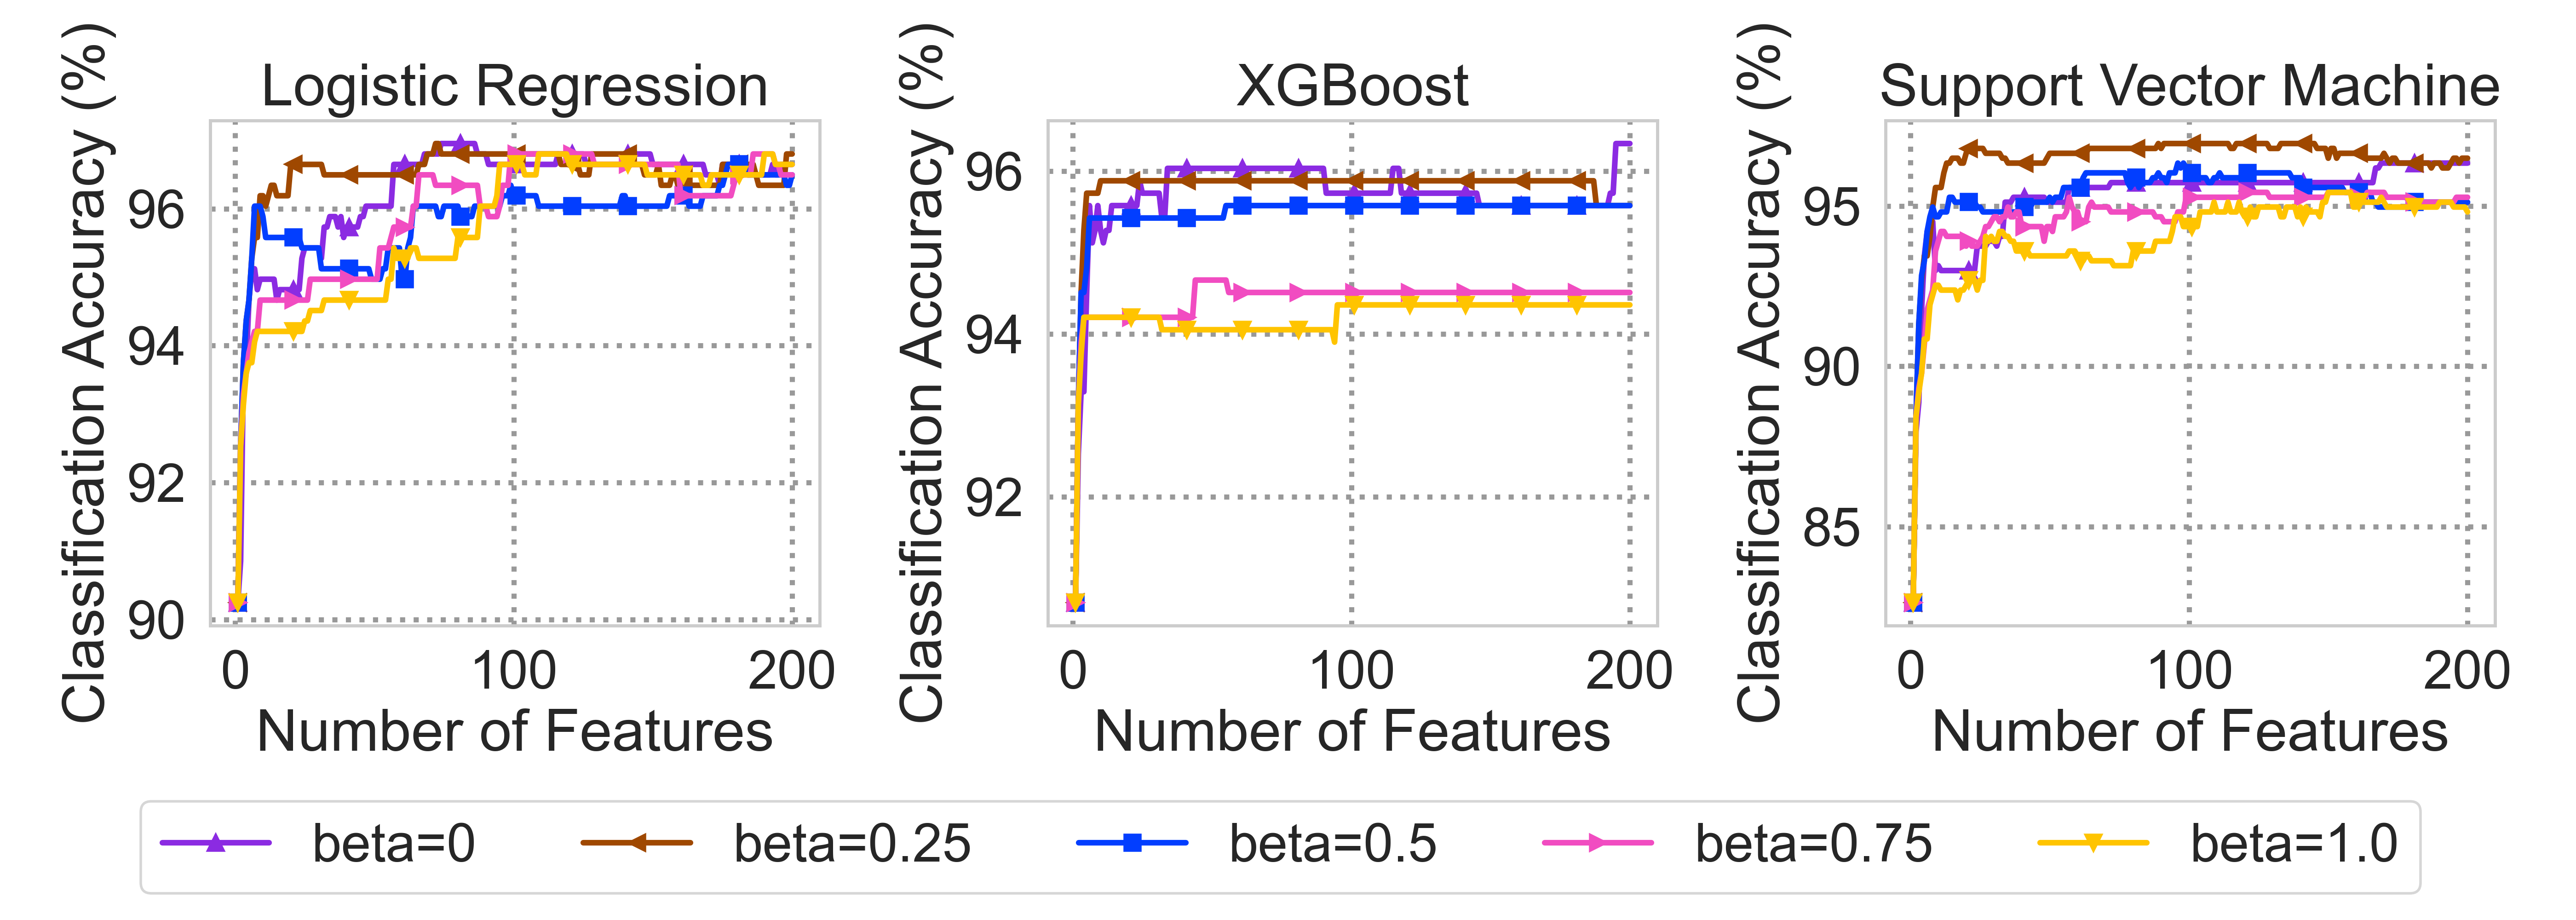 Logistic Regression
Classification Accuracy (%)
96
94
92
90
0 100 200
Number of Features
XGBoost
Classification Accuracy (%)
96
94
92
0 100 200
Number of Features
Support Vector Machine
Classification Accuracy (%)
95
90
85
0 100 200
Number of Features
beta=0 beta=0.25 beta=0.5 beta=0.75 beta=1.0